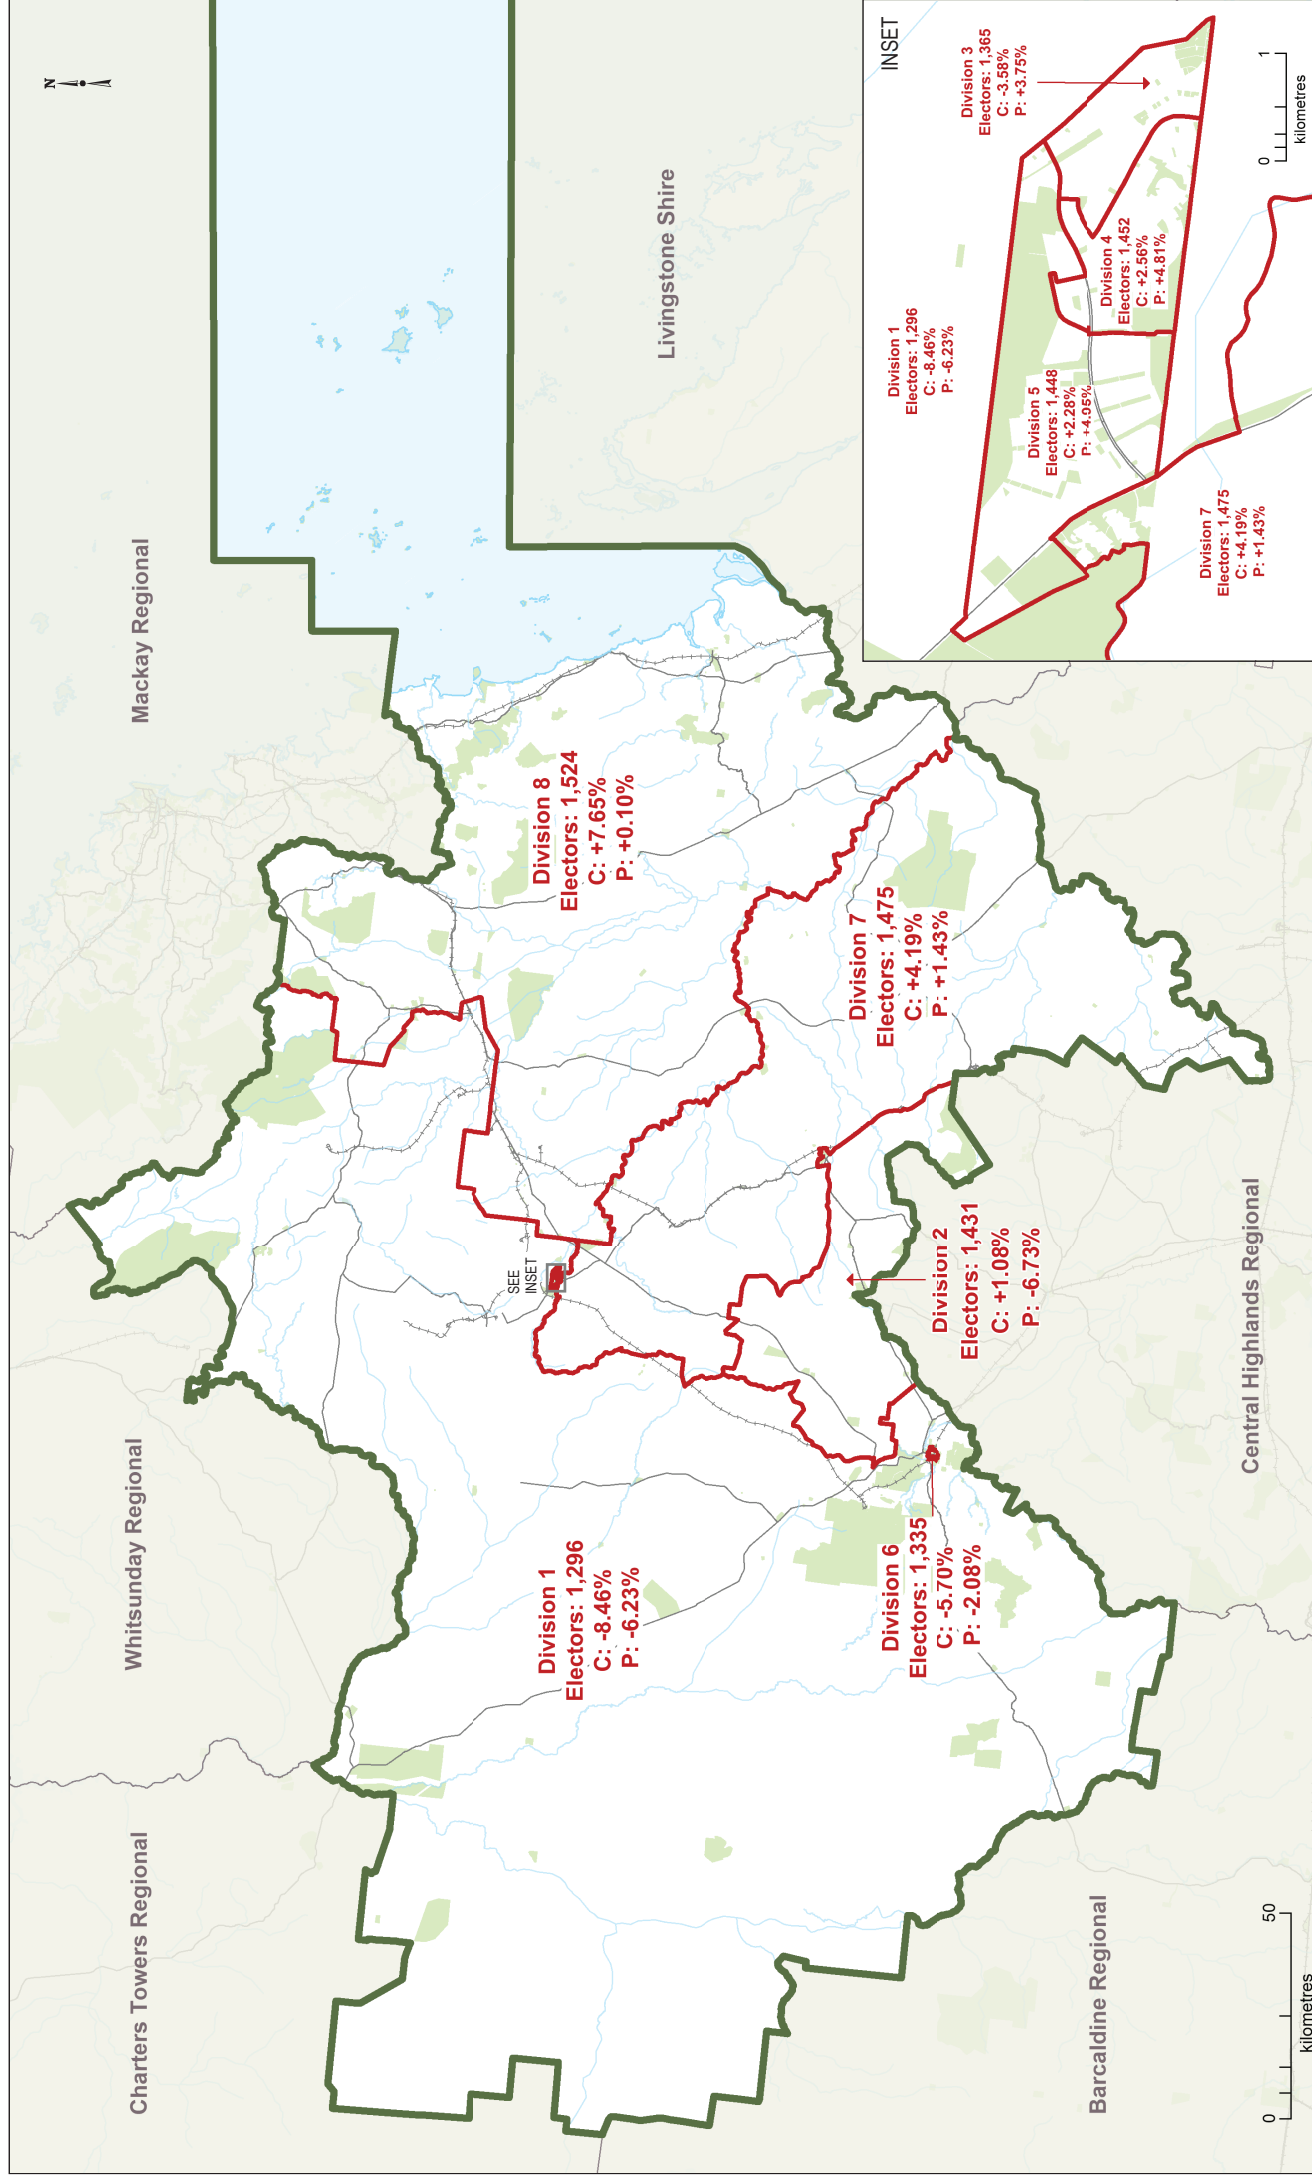 N
Charters Towers Regional
Whitsunday Regional
Mackay Regional
Livingstone Shire
Division 1
Electors: 1,296
C: -8.46%
P: -6.23%
SEE
INSET
Division 8
Electors: 1,524
C: +7.65%
P: +0.10%
Division 7
Electors: 1,475
C: +4.19%
P: +1.43%
Division 6
Electors: 1,335
C: -5.70%
P: -2.08%
Division 2
Electors: 1,431
C: +1.08%
P: -6.73%
Barcaldine Regional
Central Highlands Regional
0
50
kilometres
INSET
Division 1
Electors: 1,296
C: -8.46%
P: -6.23%
Division 3
Electors: 1,365
C: -3.58%
P: +3.75%
Division 5
Electors: 1,448
C: +2.28%
P: +4.95%
Division 4
Electors: 1,452
C: +2.56%
P: +4.81%
Division 7
Electors: 1,475
C: +4.19%
P: +1.43%
0
1
kilometres